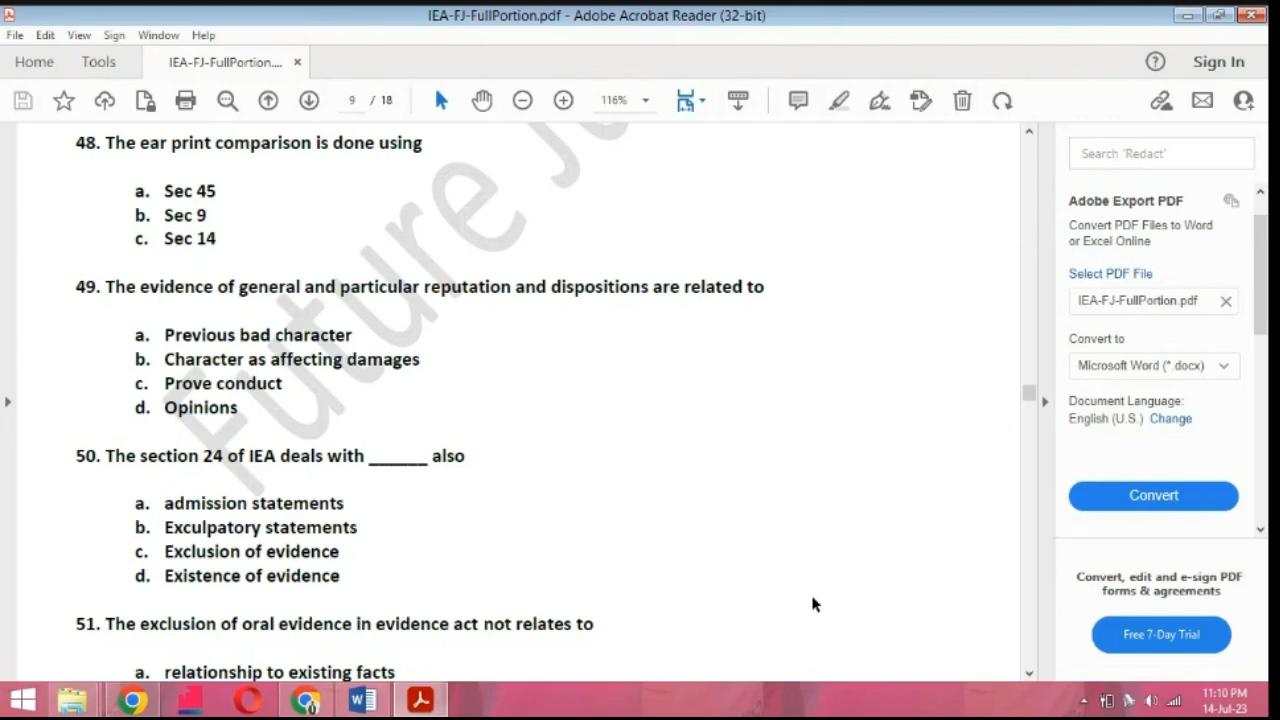 IEA-FJ-FullPortion.pdf - Adobe Acrobat Reader (32-bit)
File Edit View Sign Window Help
Home Tools IEA-FJ-FullPortion.... × Sign In
9 / 18 116%
48. The ear print comparison is done using
a. Sec 45
b. Sec 9
c. Sec 14
49. The evidence of general and particular reputation and dispositions are related to
a. Previous bad character
b. Character as affecting damages
c. Prove conduct
d. Opinions
50. The section 24 of IEA deals with ______ also
a. admission statements
b. Exculpatory statements
c. Exclusion of evidence
d. Existence of evidence
51. The exclusion of oral evidence in evidence act not relates to
a. relationship to existing facts
Future
Search 'Redact'
Adobe Export PDF
Convert PDF Files to Word
or Excel Online
Select PDF File
IEA-FJ-FullPortion.pdf
Convert to
Microsoft Word (*.docx)
Document Language:
English (U.S.) Change
Convert
Convert, edit and e-sign PDF
forms & agreements
Free 7-Day Trial
11:10 PM
14-Jul-23